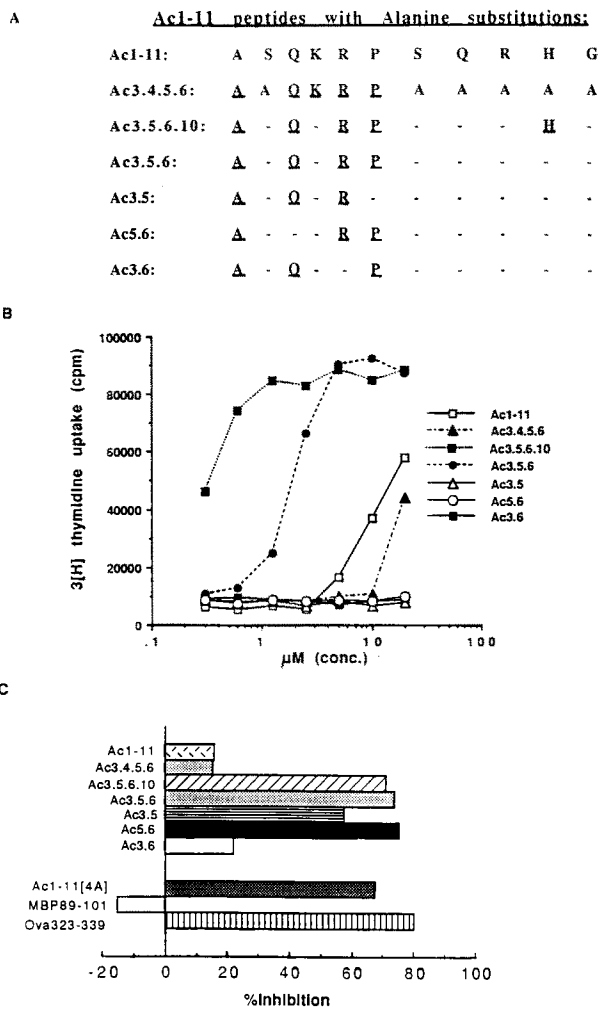 A
Ac1-11 peptides with Alanine substitutions:
Ac1-11: A S Q K R P S Q R H G
Ac3.4.5.6: A A Q K R P A A A A A
Ac3.5.6.10: A - Q - R P - - - H -
Ac3.5.6: A - Q - R P - - - - -
Ac3.5: A - Q - R - - - - - -
Ac5.6: A - - - R P - - - - -
Ac3.6: A - Q - - P - - - - -
B
3[H] thymidine uptake (cpm)
100000
80000
60000
40000
20000
0
.1 1 10 100
µM (conc.)
Ac1-11
Ac3.4.5.6
Ac3.5.6.10
Ac3.5.6
Ac3.5
Ac5.6
Ac3.6
C
Ac1-11
Ac3.4.5.6
Ac3.5.6.10
Ac3.5.6
Ac3.5
Ac5.6
Ac3.6
Ac1-11[4A]
MBP89-101
Ova323-339
-20 0 20 40 60 80 100
%Inhibition